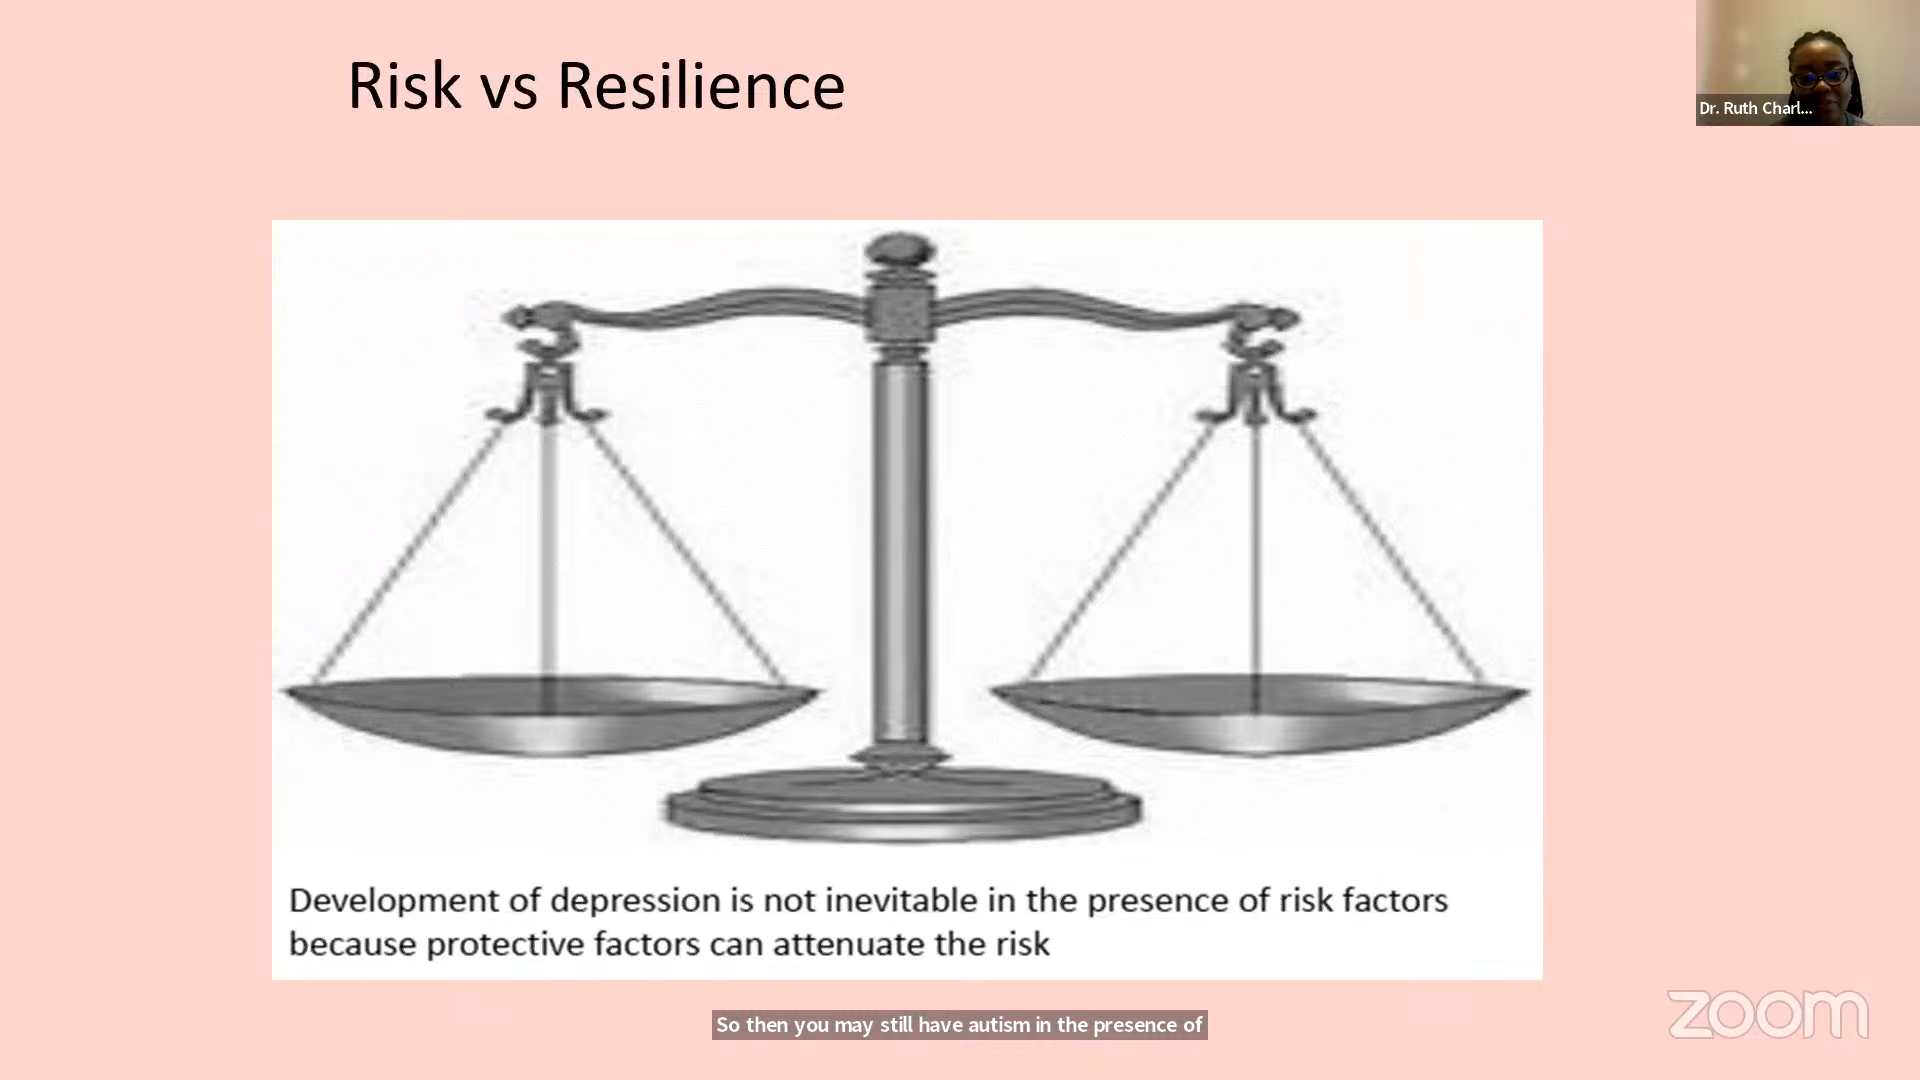 Risk vs Resilience
Dr. Ruth Charl...
Development of depression is not inevitable in the presence of risk factors
because protective factors can attenuate the risk
So then you may still have autism in the presence of
zoom